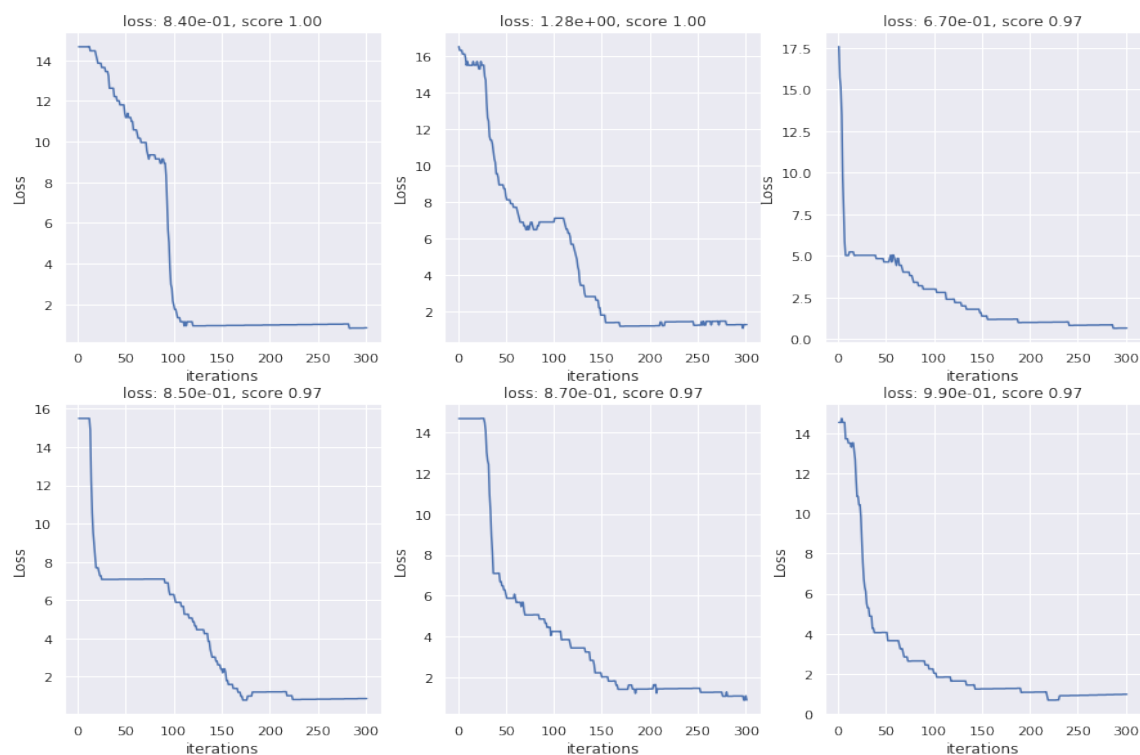 loss: 8.40e-01, score 1.00
14
12
10
8
6
4
2
Loss
0 50 100 150 200 250 300
iterations
loss: 1.28e+00, score 1.00
16
14
12
10
8
6
4
2
Loss
0 50 100 150 200 250 300
iterations
loss: 6.70e-01, score 0.97
17.5
15.0
12.5
10.0
7.5
5.0
2.5
0.0
Loss
0 50 100 150 200 250 300
iterations
loss: 8.50e-01, score 0.97
16
14
12
10
8
6
4
2
Loss
0 50 100 150 200 250 300
iterations
loss: 8.70e-01, score 0.97
14
12
10
8
6
4
2
Loss
0 50 100 150 200 250 300
iterations
loss: 9.90e-01, score 0.97
14
12
10
8
6
4
2
0
Loss
0 50 100 150 200 250 300
iterations